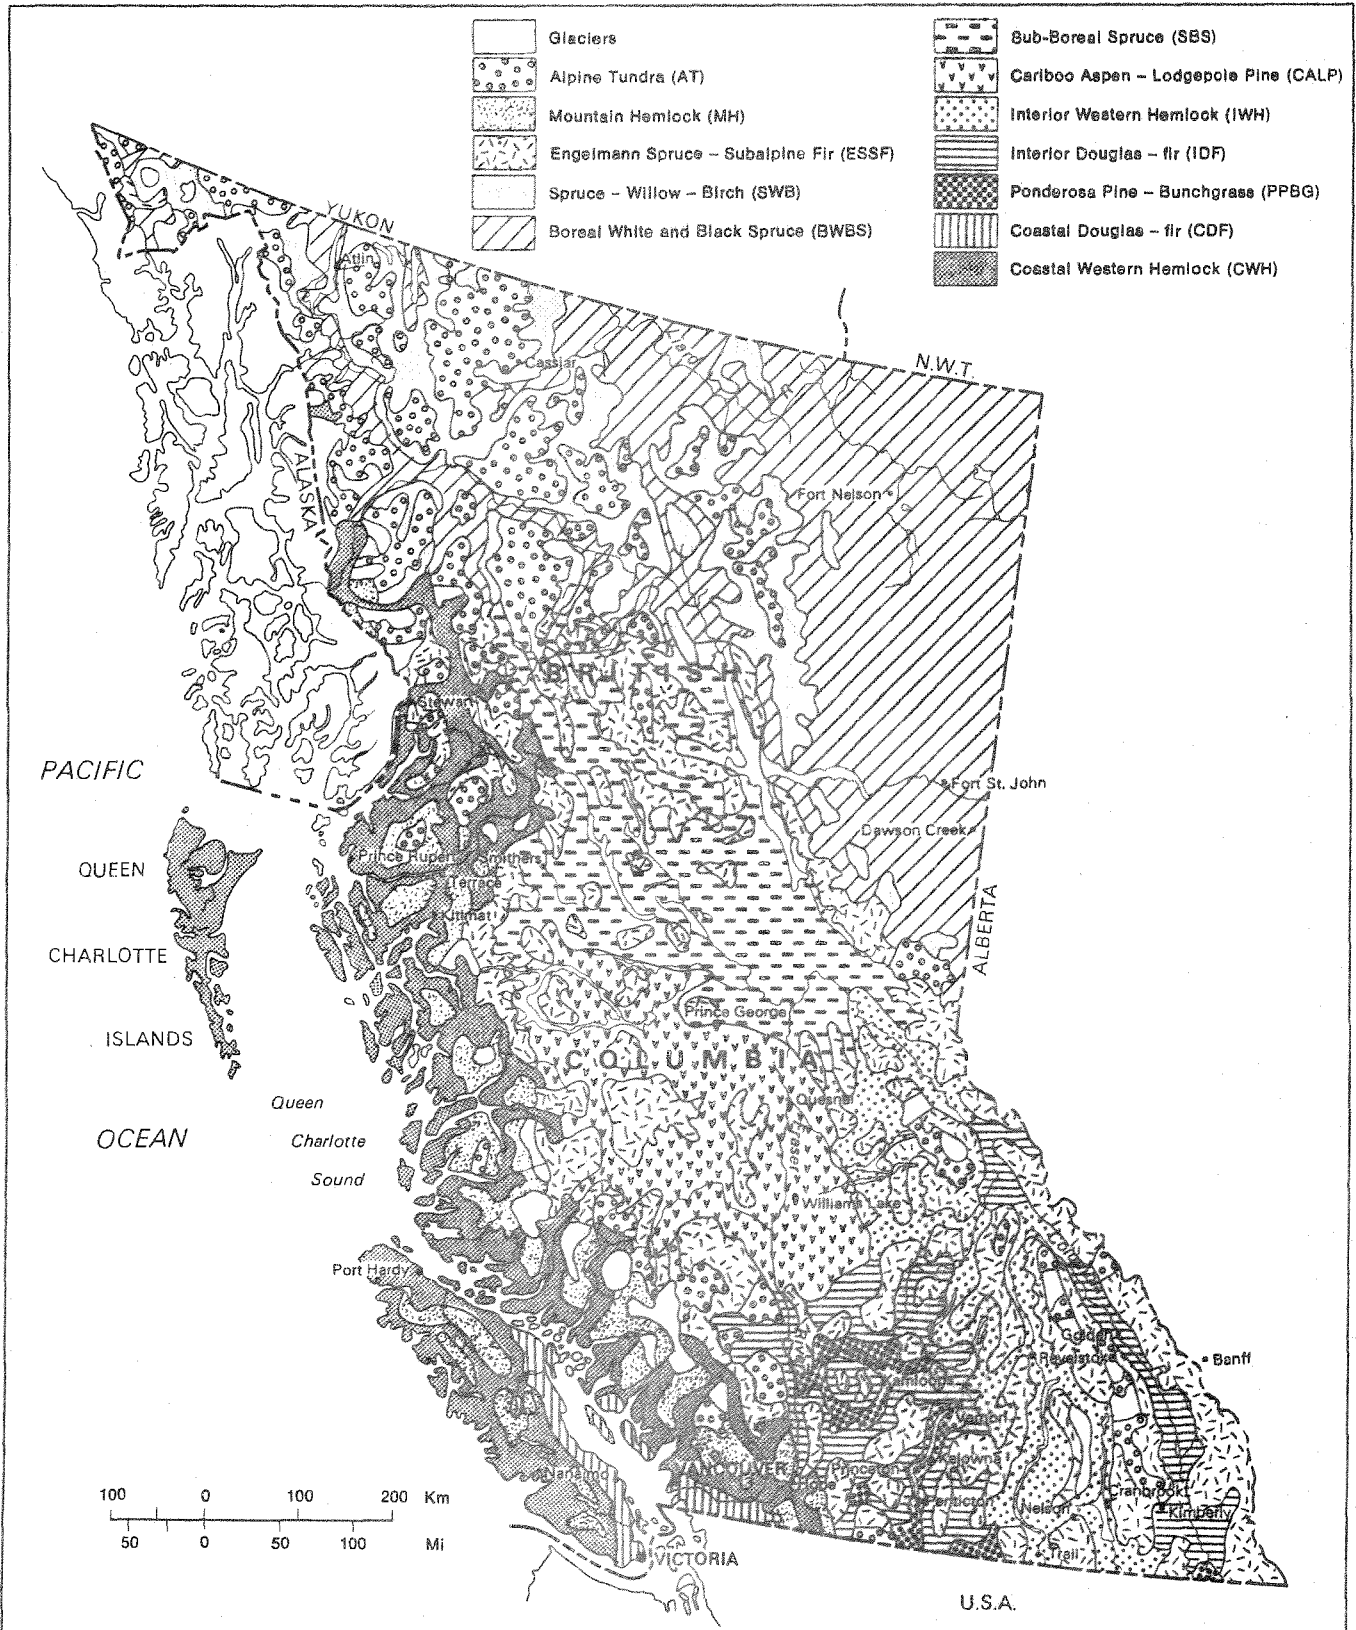 Glaciers
Alpine Tundra (AT)
Mountain Hemlock (MH)
Engelmann Spruce – Subalpine Fir (ESSF)
Spruce – Willow – Birch (SWB)
Boreal White and Black Spruce (BWBS)
Sub-Boreal Spruce (SBS)
Cariboo Aspen – Lodgepole Pine (CALP)
Interior Western Hemlock (IWH)
Interior Douglas – fir (IDF)
Ponderosa Pine – Bunchgrass (PPBG)
Coastal Douglas – fir (CDF)
Coastal Western Hemlock (CWH)
YUKON
Atlin
Cassiar
N.W.T.
ALASKA
Fort Nelson
BRITISH
Stewart
PACIFIC
Fort St. John
Dawson Creek
QUEEN
Prince Rupert
Smithers
Terrace
Kitimat
ALBERTA
CHARLOTTE
ISLANDS
Prince George
COLUMBIA
Quesnel
Queen
Charlotte
Sound
OCEAN
Fraser
Williams Lake
Port Hardy
River
Golden
Revelstoke
Banff
Kamloops
Vernon
Kelowna
VANCOUVER
Hope
Princeton
Penticton
Nelson
Cranbrook
Kimberly
Nanaimo
Trail
VICTORIA
100 0 100 200 Km
50 0 50 100 Mi
U.S.A.